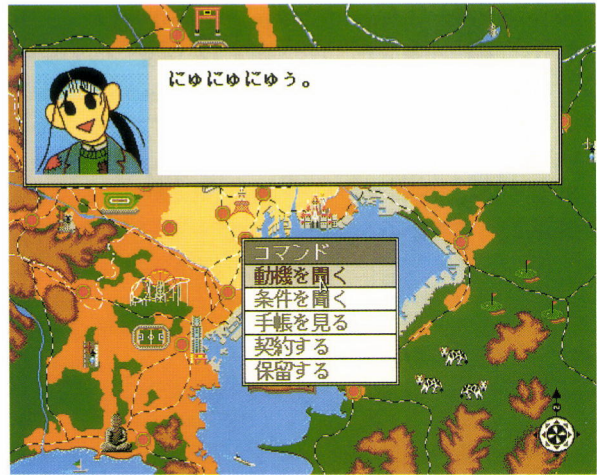 にゅにゅにゅう。
コマンド
動機を聞く
条件を聞く
手帳を見る
契約する
保留する